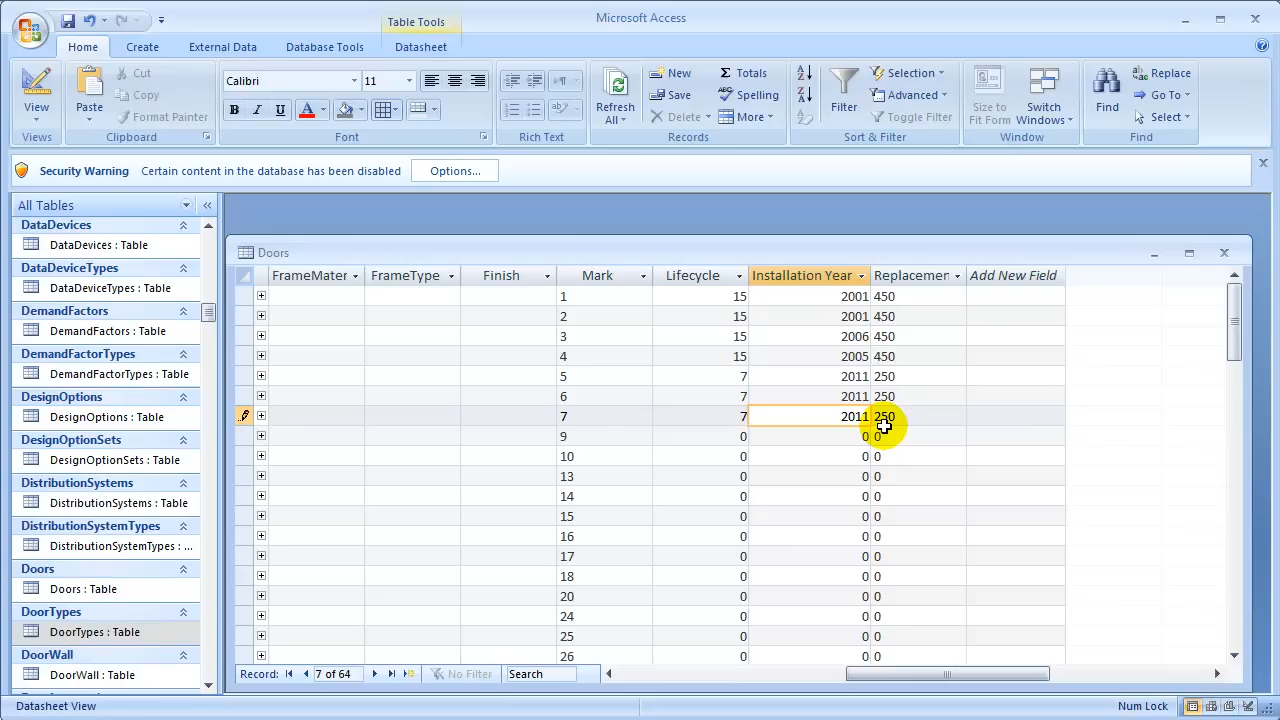 Table Tools
Microsoft Access
Home
Create
External Data
Database Tools
Datasheet
View
Views
Paste
Cut
Copy
Format Painter
Clipboard
Calibri
11
B I U A
Font
Rich Text
Refresh All
New
Save
Delete
Totals
Spelling
More
Records
Filter
Selection
Advanced
Toggle Filter
Sort & Filter
Size to Fit Form
Switch Windows
Window
Find
Replace
Go To
Select
Find
Security Warning Certain content in the database has been disabled Options...
All Tables
DataDevices
DataDevices : Table
DataDeviceTypes
DataDeviceTypes : Table
DemandFactors
DemandFactors : Table
DemandFactorTypes
DemandFactorTypes : Table
DesignOptions
DesignOptions : Table
DesignOptionSets
DesignOptionSets : Table
DistributionSystems
DistributionSystems : Table
DistributionSystemTypes
DistributionSystemTypes : ...
Doors
Doors : Table
DoorTypes
DoorTypes : Table
DoorWall
DoorWall : Table
Doors
FrameMater FrameType Finish Mark Lifecycle Installation Year Replacemen Add New Field
1 15 2001 450
2 15 2001 450
3 15 2006 450
4 15 2005 450
5 7 2011 250
6 7 2011 250
7 7 2011 250
9 0 0 0
10 0 0 0
13 0 0 0
14 0 0 0
15 0 0 0
16 0 0 0
17 0 0 0
18 0 0 0
20 0 0 0
24 0 0 0
25 0 0 0
26 0 0 0
Record: 7 of 64 No Filter Search
Datasheet View
Num Lock